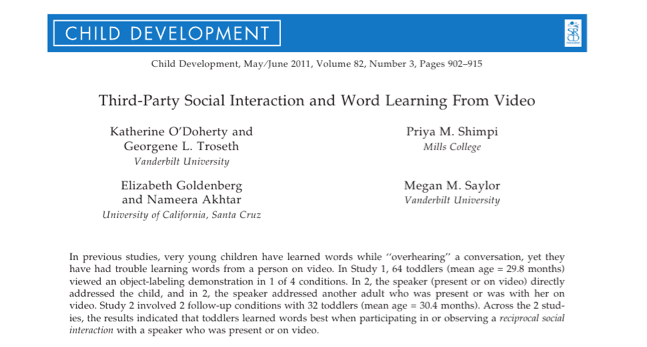 CHILD DEVELOPMENT
Child Development, May/June 2011, Volume 82, Number 3, Pages 902–915
Third-Party Social Interaction and Word Learning From Video
Katherine O’Doherty and
Georgene L. Troseth
Vanderbilt University
Priya M. Shimpi
Mills College
Elizabeth Goldenberg
and Nameera Akhtar
University of California, Santa Cruz
Megan M. Saylor
Vanderbilt University
In previous studies, very young children have learned words while ‘‘overhearing’’ a conversation, yet they
have had trouble learning words from a person on video. In Study 1, 64 toddlers (mean age = 29.8 months)
viewed an object-labeling demonstration in 1 of 4 conditions. In 2, the speaker (present or on video) directly
addressed the child, and in 2, the speaker addressed another adult who was present or was with her on
video. Study 2 involved 2 follow-up conditions with 32 toddlers (mean age = 30.4 months). Across the 2 stud-
ies, the results indicated that toddlers learned words best when participating in or observing a reciprocal social
interaction with a speaker who was present or on video.